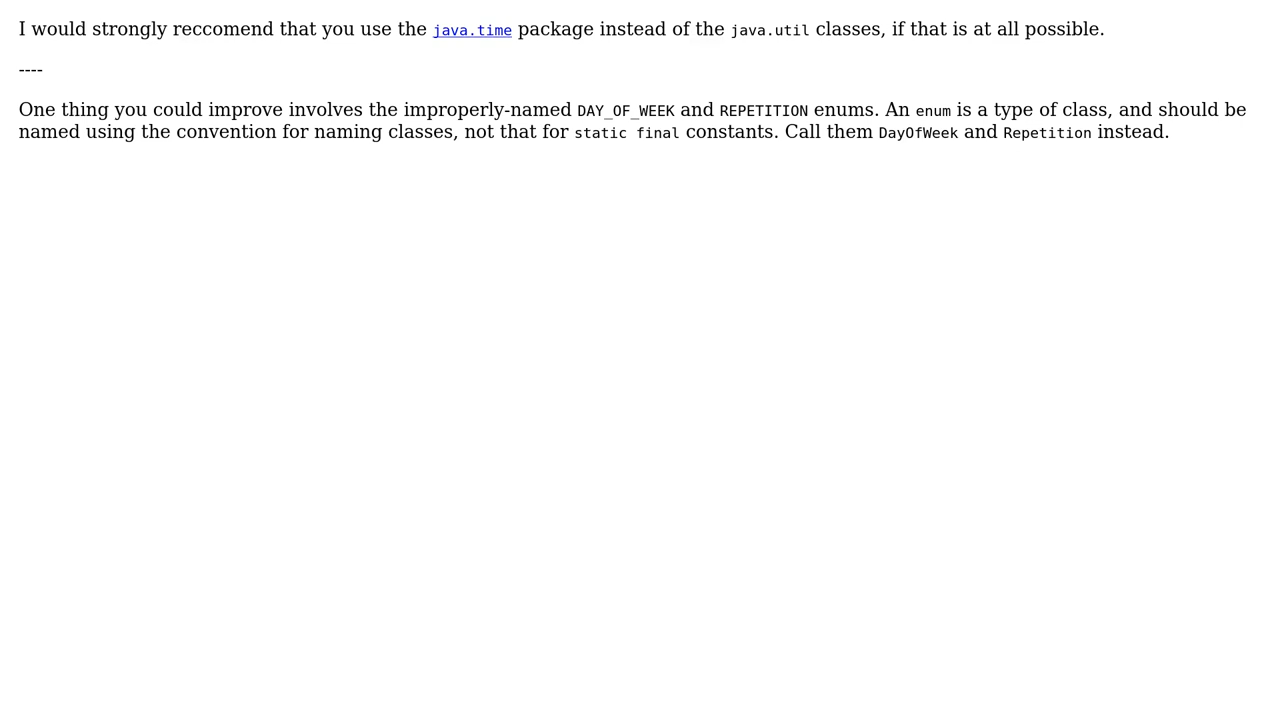 I would strongly reccomend that you use the java.time package instead of the java.util classes, if that is at all possible.
----
One thing you could improve involves the improperly-named DAY_OF_WEEK and REPETITION enums. An enum is a type of class, and should be
named using the convention for naming classes, not that for static final constants. Call them DayOfWeek and Repetition instead.